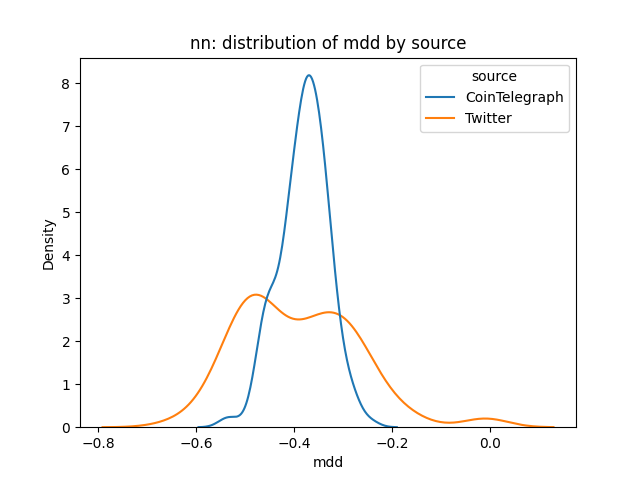 nn: distribution of mdd by source
source
CoinTelegraph
Twitter
Density
8
7
6
5
4
3
2
1
0
−0.8 −0.6 −0.4 −0.2 0.0
mdd